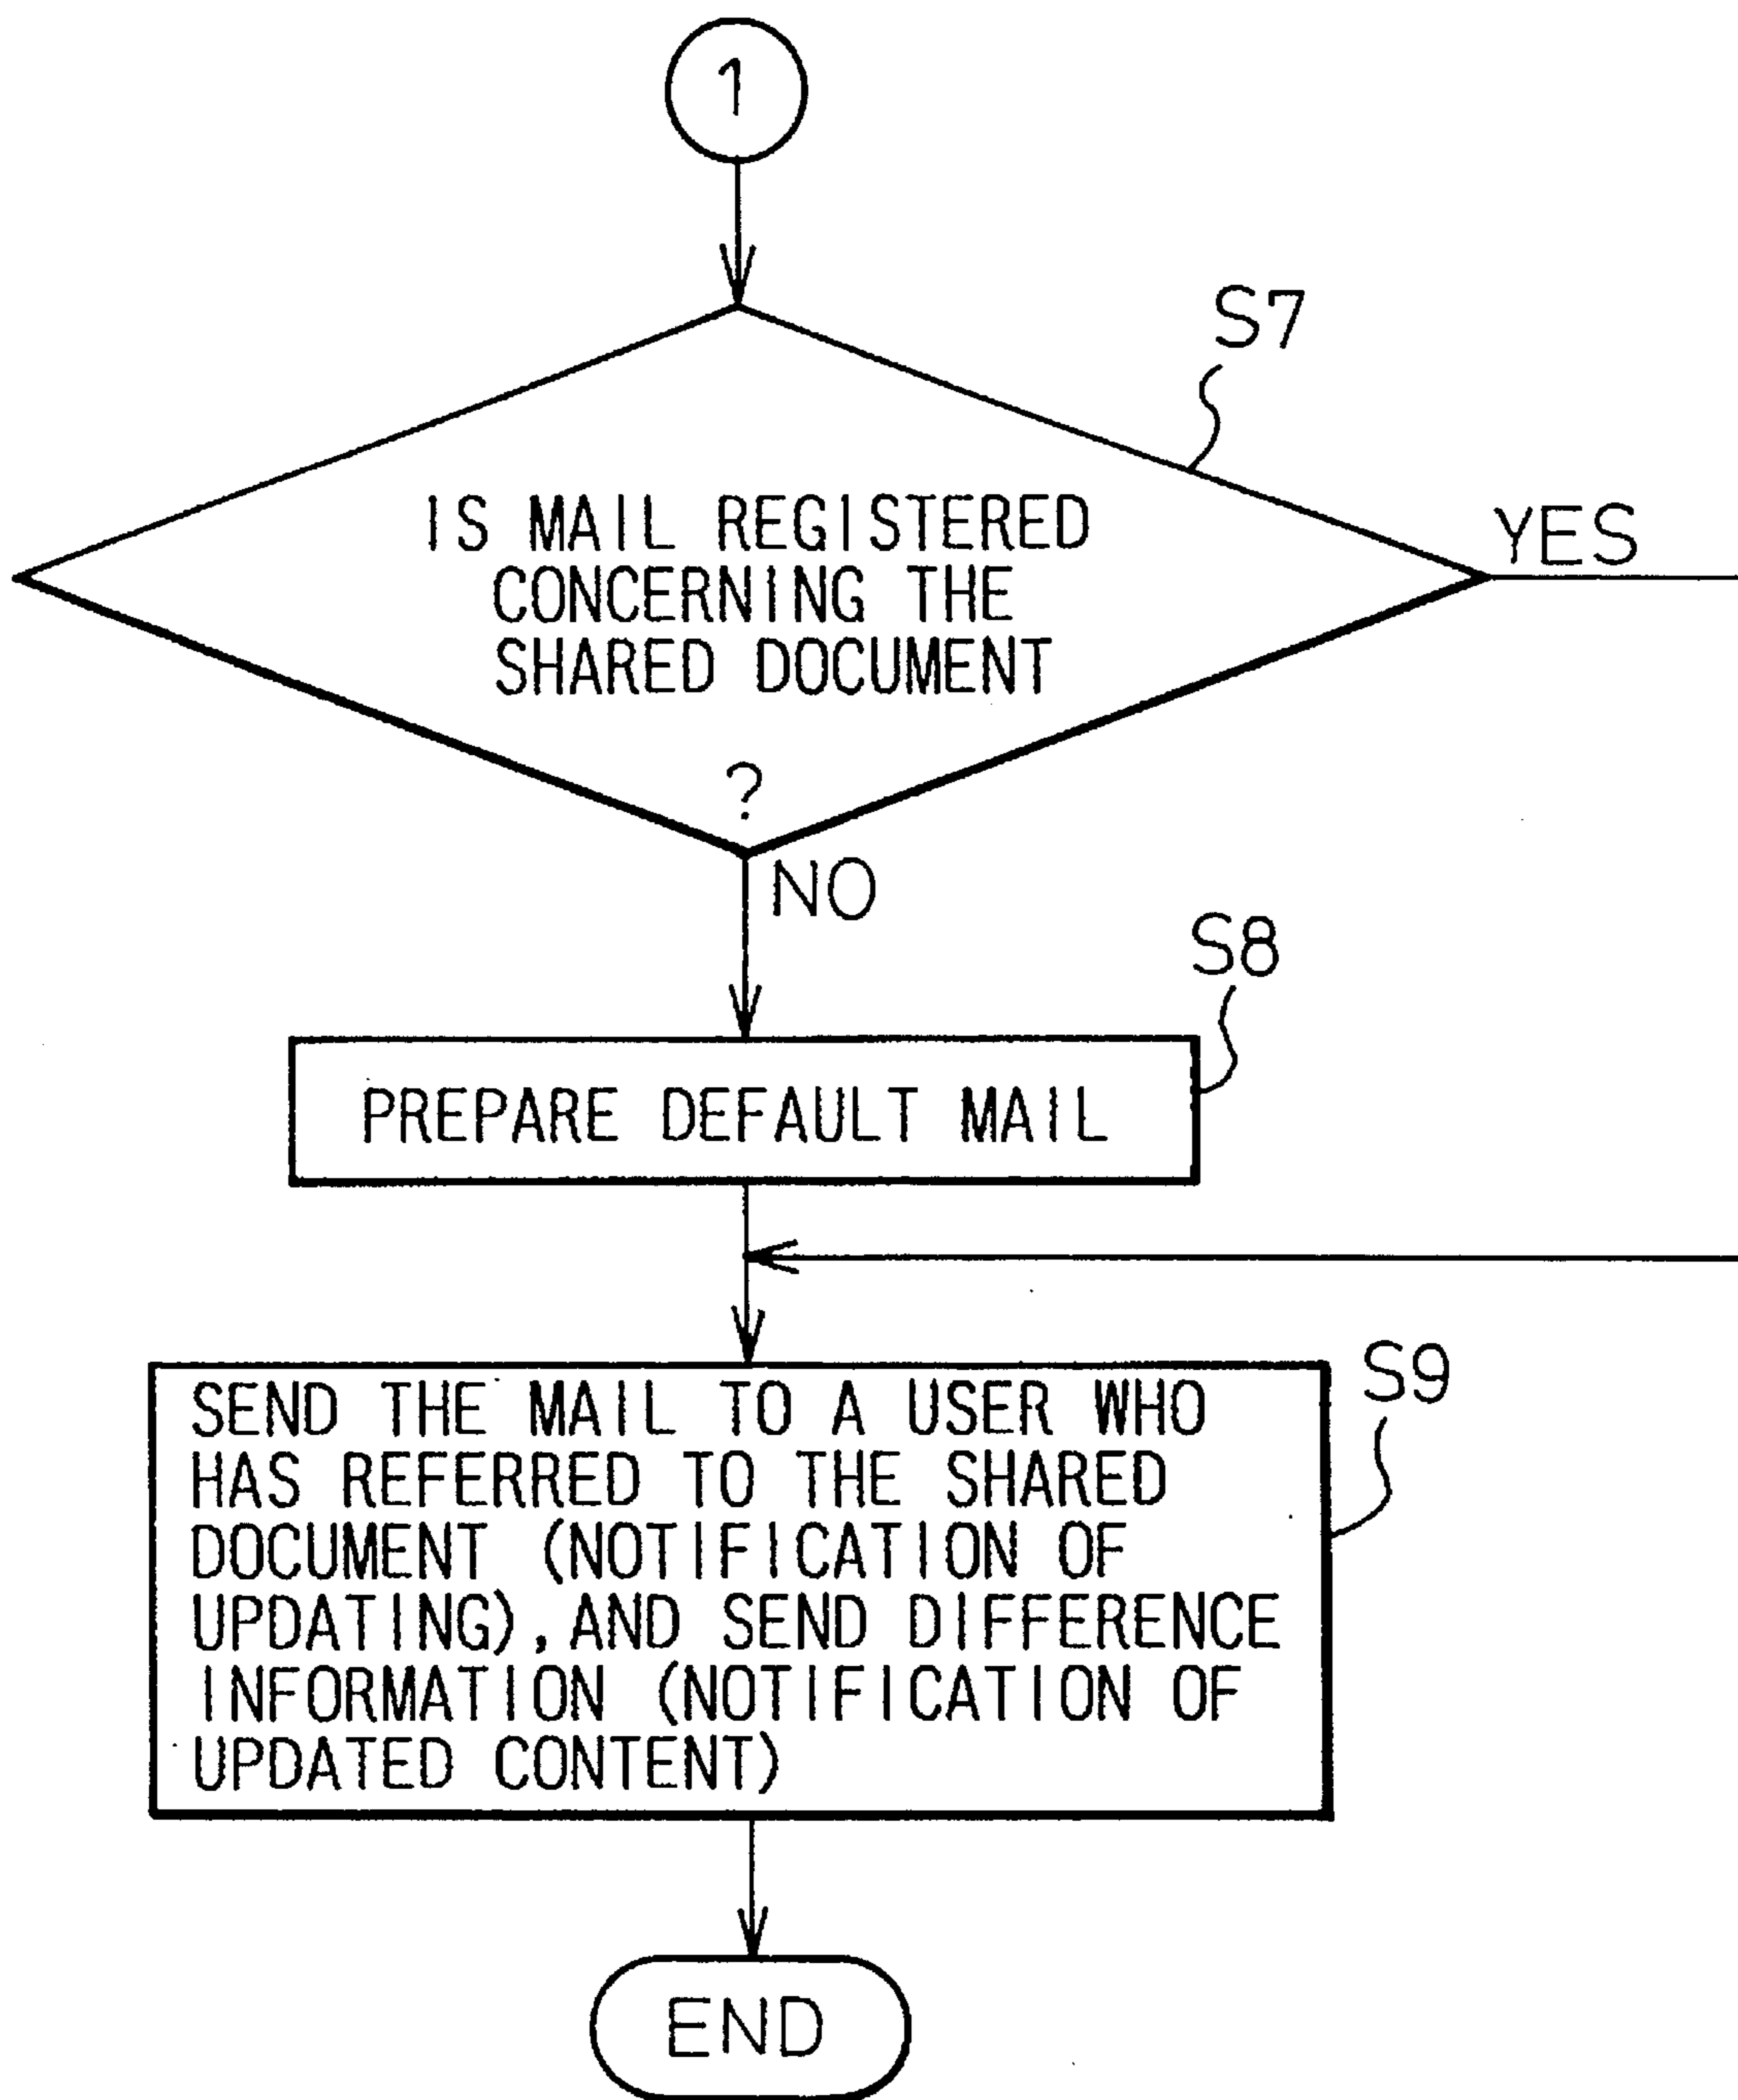 1
S7
IS MAIL REGISTERED
CONCERNING THE
SHARED DOCUMENT
?
YES
NO
S8
PREPARE DEFAULT MAIL
S9
SEND THE MAIL TO A USER WHO
HAS REFERRED TO THE SHARED
DOCUMENT (NOTIFICATION OF
UPDATING), AND SEND DIFFERENCE
INFORMATION (NOTIFICATION OF
UPDATED CONTENT)
END